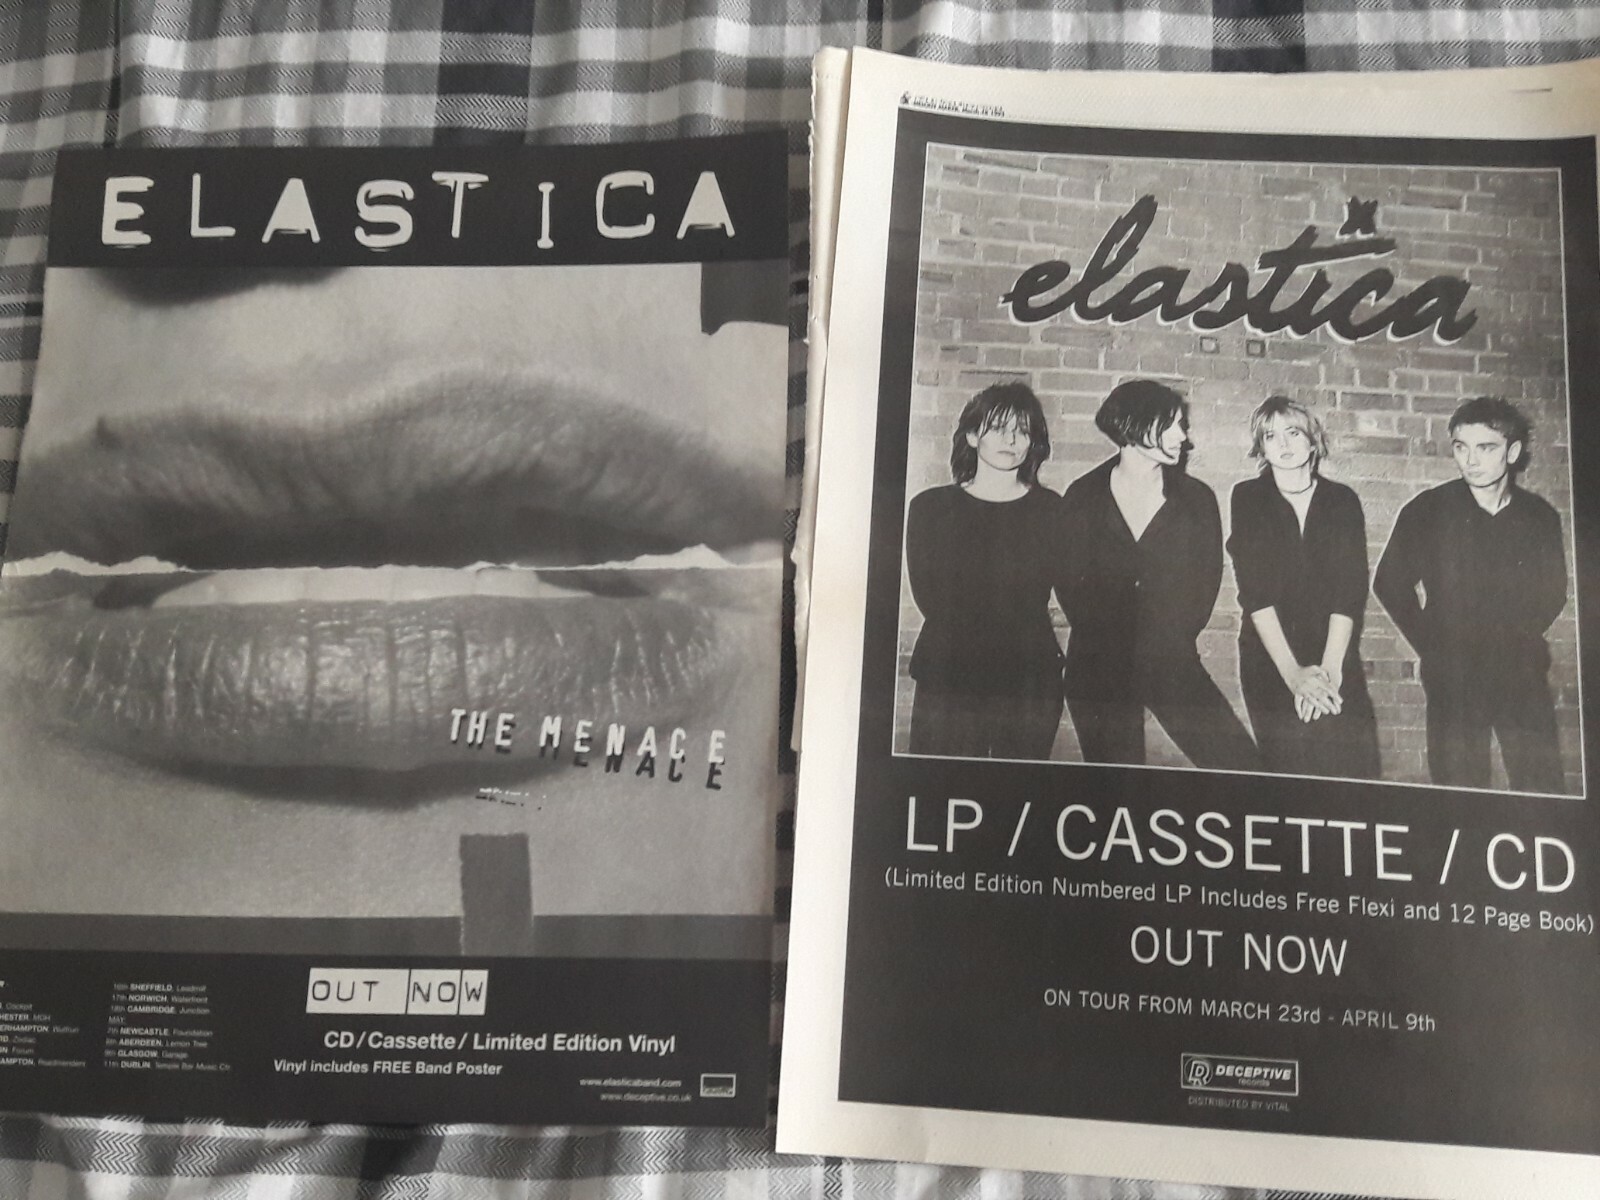 ELASTICA
THE MENACE
OUT NOW
CD/Cassette/Limited Edition Vinyl
Vinyl includes FREE Band Poster
www.elasticaband.com
www.deceptive.co.uk
16th SHEFFIELD, Leadmill
17th NORWICH, Waterfront
18th CAMBRIDGE, Junction
MAY:
7th NEWCASTLE, Foundation
8th ABERDEEN, Lemon Tree
9th GLASGOW, Garage
11th DUBLIN, Temple Bar Music Ctr
elastica
LP / CASSETTE / CD
(Limited Edition Numbered LP Includes Free Flexi and 12 Page Book)
OUT NOW
ON TOUR FROM MARCH 23rd - APRIL 9th
DECEPTIVE
records
DISTRIBUTED BY VITAL